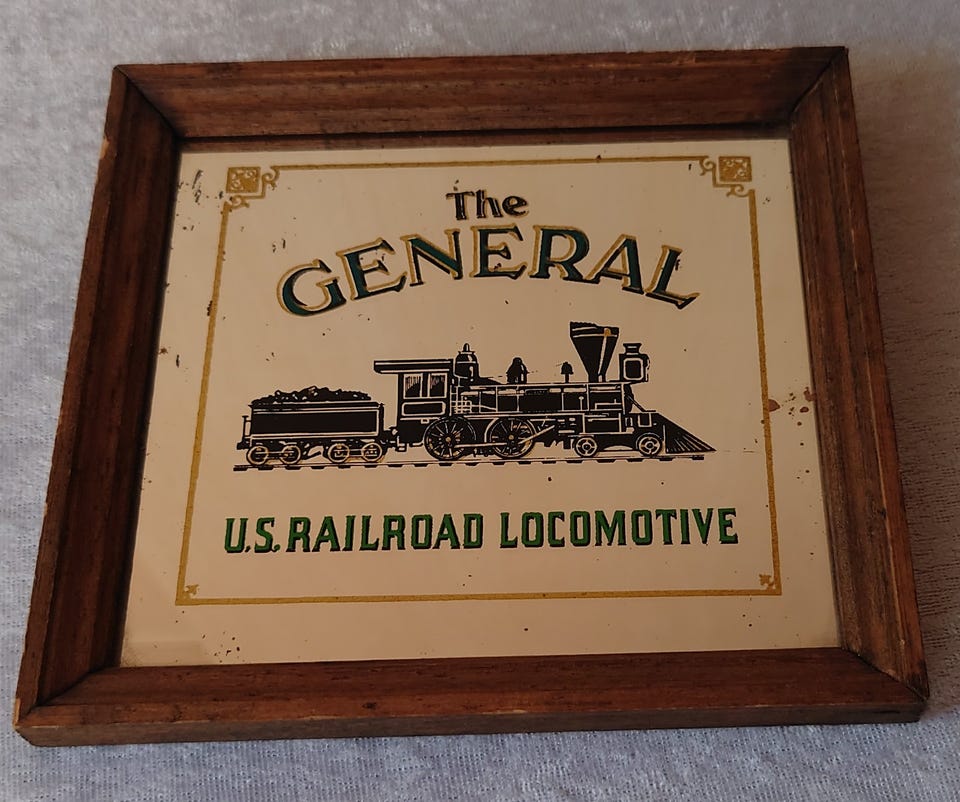 The
GENERAL
U.S. RAILROAD LOCOMOTIVE